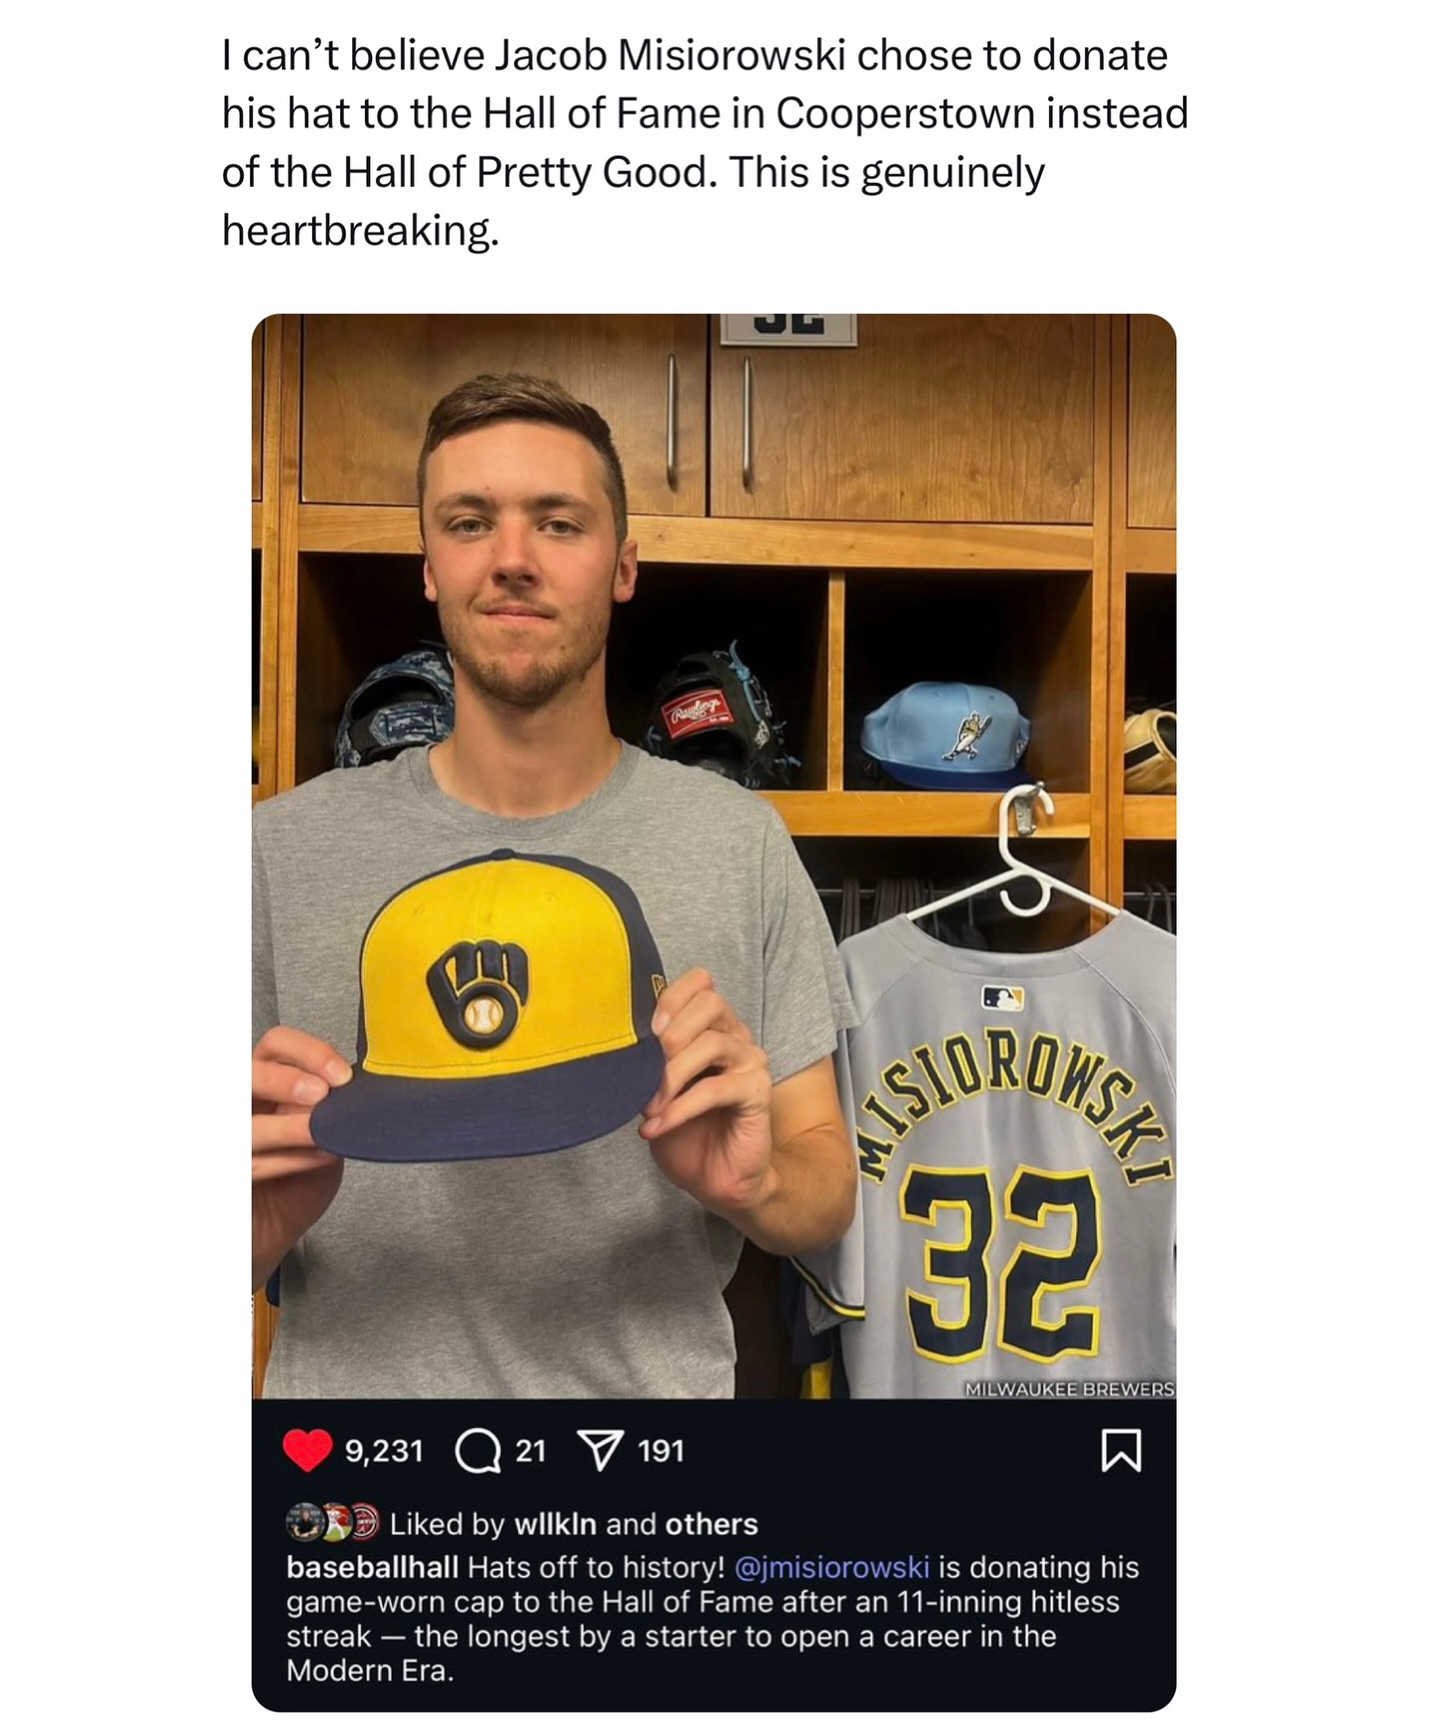 I can’t believe Jacob Misiorowski chose to donate
his hat to the Hall of Fame in Cooperstown instead
of the Hall of Pretty Good. This is genuinely
heartbreaking.
32
Rawlings
MISIOROWSKI
32
MILWAUKEE BREWERS
9,231 21 191
Liked by wllkln and others
baseballhall Hats off to history! @jmisiorowski is donating his
game-worn cap to the Hall of Fame after an 11-inning hitless
streak — the longest by a starter to open a career in the
Modern Era.